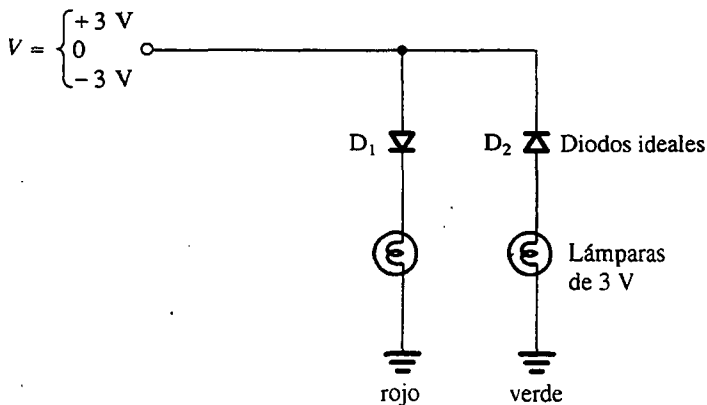 + 3 V
V = { 0
− 3 V
D₁
D₂ Diodos ideales
Lámparas
de 3 V
rojo
verde